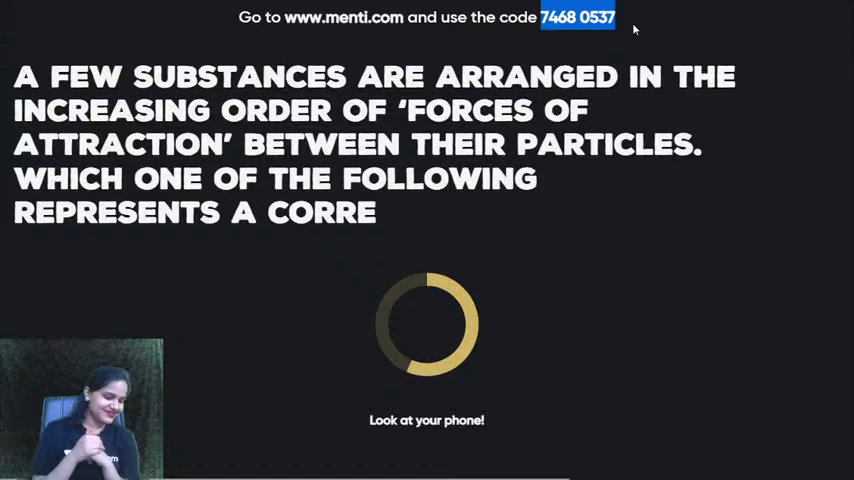 Go to www.menti.com and use the code 7468 0537
A FEW SUBSTANCES ARE ARRANGED IN THE
INCREASING ORDER OF ‘FORCES OF
ATTRACTION’ BETWEEN THEIR PARTICLES.
WHICH ONE OF THE FOLLOWING
REPRESENTS A CORRE
Look at your phone!